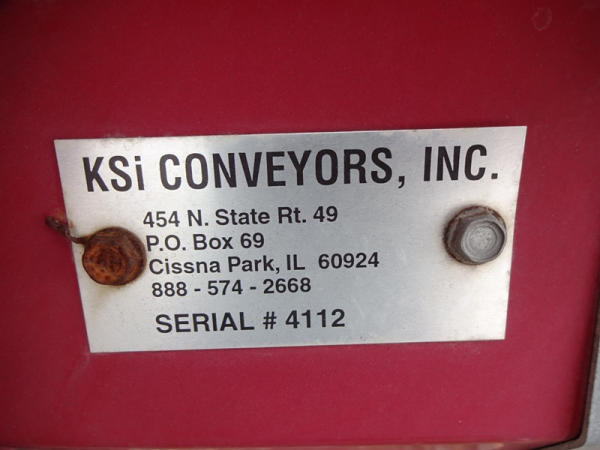 KSi CONVEYORS, INC.
454 N. State Rt. 49
P.O. Box 69
Cissna Park, IL 60924
888 - 574 - 2668
SERIAL # 4112